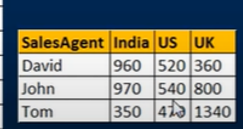 SalesAgent India US UK
David 960 520 360
John 970 540 800
Tom 350 1340